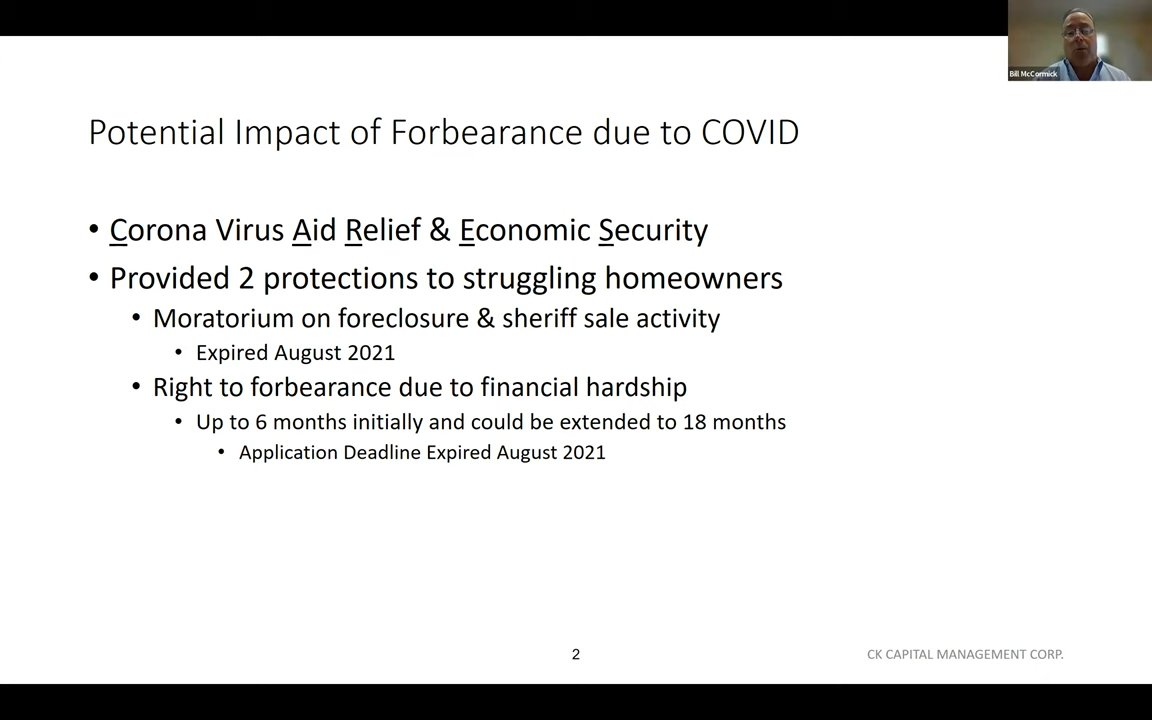 Bill McCormick
Potential Impact of Forbearance due to COVID
• Corona Virus Aid Relief & Economic Security
• Provided 2 protections to struggling homeowners
• Moratorium on foreclosure & sheriff sale activity
• Expired August 2021
• Right to forbearance due to financial hardship
• Up to 6 months initially and could be extended to 18 months
• Application Deadline Expired August 2021
2
CK CAPITAL MANAGEMENT CORP.